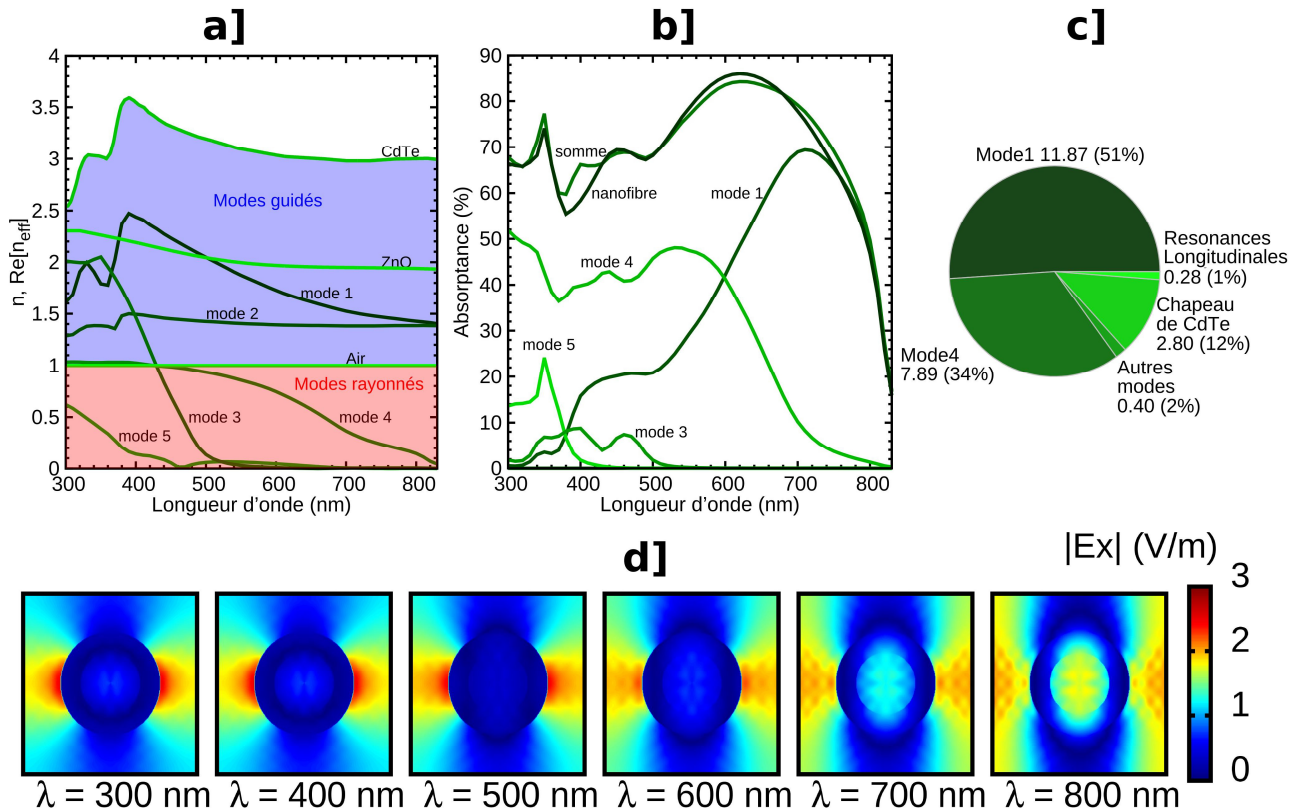 a]
b]
c]
4
3.5
3
2.5
2
1.5
1
0.5
0
n, Re[n_eff]
CdTe
Modes guidés
ZnO
mode 1
mode 2
Air
Modes rayonnés
mode 3
mode 4
mode 5
300 400 500 600 700 800
Longueur d’onde (nm)
90
80
70
60
50
40
30
20
10
0
Absorptance (%)
somme
nanofibre
mode 1
mode 4
mode 5
mode 3
300 400 500 600 700 800
Longueur d’onde (nm)
Mode1 11.87 (51%)
Resonances
Longitudinales
0.28 (1%)
Chapeau
de CdTe
2.80 (12%)
Autres
modes
0.40 (2%)
Mode4
7.89 (34%)
d]
|Ex| (V/m)
3
2
1
0
λ = 300 nm
λ = 400 nm
λ = 500 nm
λ = 600 nm
λ = 700 nm
λ = 800 nm